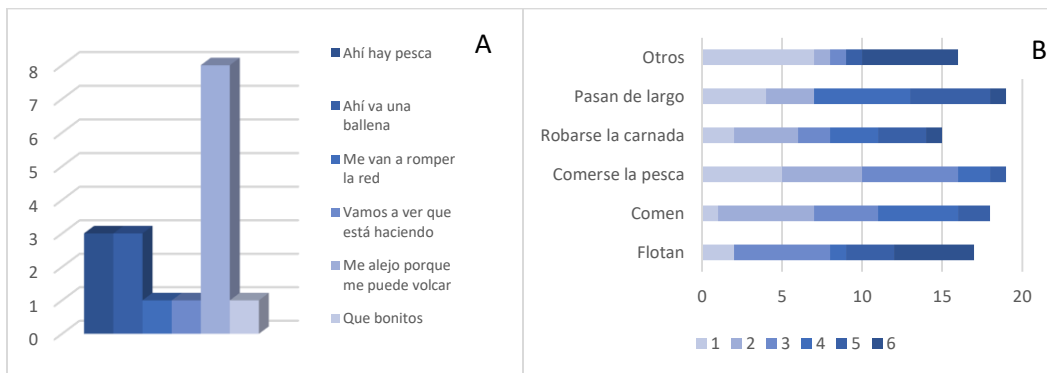 A
8
7
6
5
4
3
2
1
0
Ahí hay pesca
Ahí va una
ballena
Me van a romper
la red
Vamos a ver que
está haciendo
Me alejo porque
me puede volcar
Que bonitos
B
Otros
Pasan de largo
Robarse la carnada
Comerse la pesca
Comen
Flotan
0 5 10 15 20
1 2 3 4 5 6